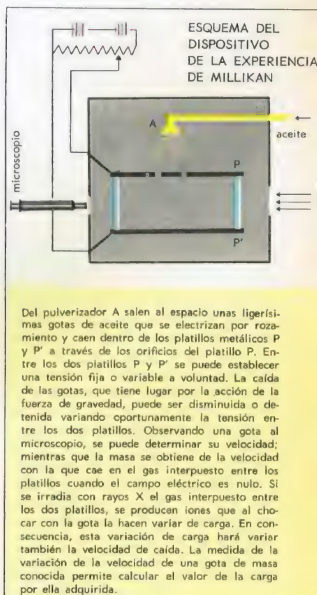 ESQUEMA DEL
DISPOSITIVO
DE LA EXPERIENCIA
DE MILLIKAN
A
aceite
microscopio
P
P'
Del pulverizador A salen al espacio unas ligerísi-
mas gotas de aceite que se electrizan por roza-
miento y caen dentro de los platillos metálicos P
y P' a través de los orificios del platillo P. En-
tre los dos platillos P y P' se puede establecer
una tensión fija o variable a voluntad. La caída
de las gotas, que tiene lugar por la acción de la
fuerza de gravedad, puede ser disminuida o de-
tenida variando oportunamente la tensión en-
tre los dos platillos. Observando una gota al
microscopio, se puede determinar su velocidad;
mientras que la masa se obtiene de la velocidad
con la que cae en el gas interpuesto entre los
platillos cuando el campo eléctrico es nulo. Si
se irradia con rayos X el gas interpuesto entre
los dos platillos, se producen iones que al cho-
car con la gota la hacen variar de carga. En con-
secuencia, esta variación de carga hará variar
también la velocidad de caída. La medida de la
variación de la velocidad de una gota de masa
conocida permite calcular el valor de la carga
por ella adquirida.